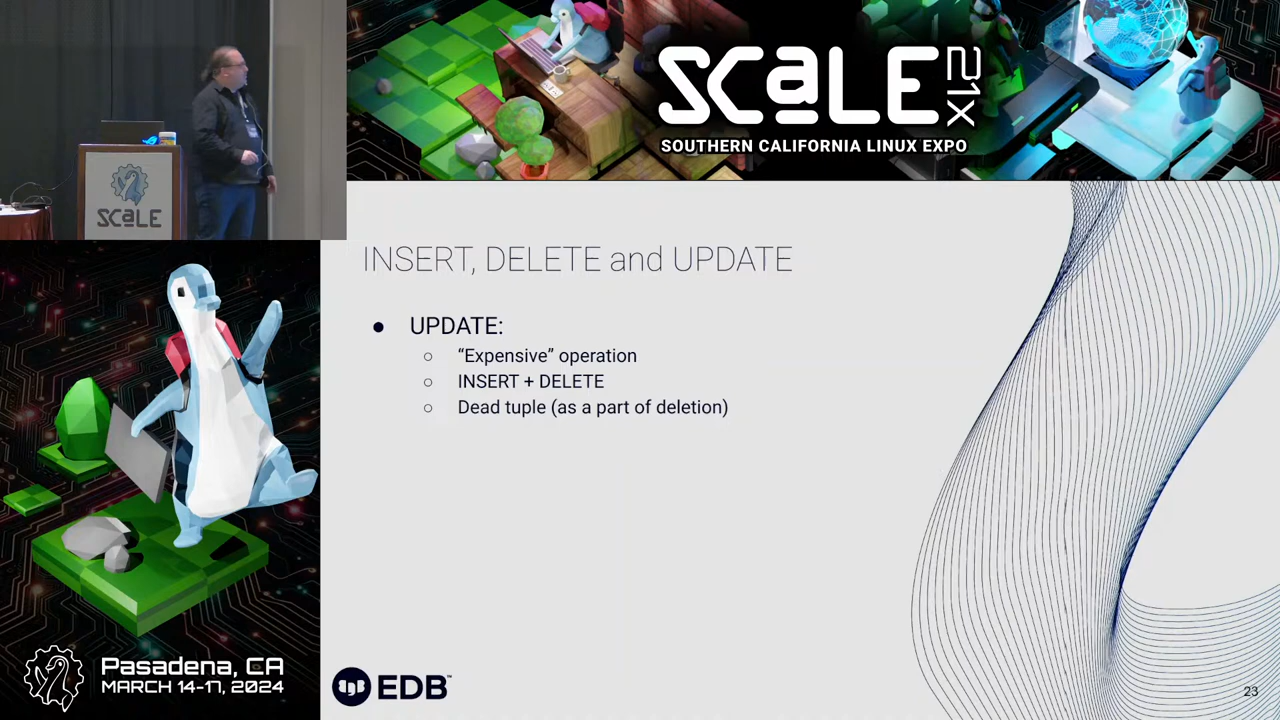 SCaLE 21x
SOUTHERN CALIFORNIA LINUX EXPO
SCaLE
INSERT, DELETE and UPDATE
● UPDATE:
○ “Expensive” operation
○ INSERT + DELETE
○ Dead tuple (as a part of deletion)
Pasadena, CA
MARCH 14-17, 2024
EDB™
23